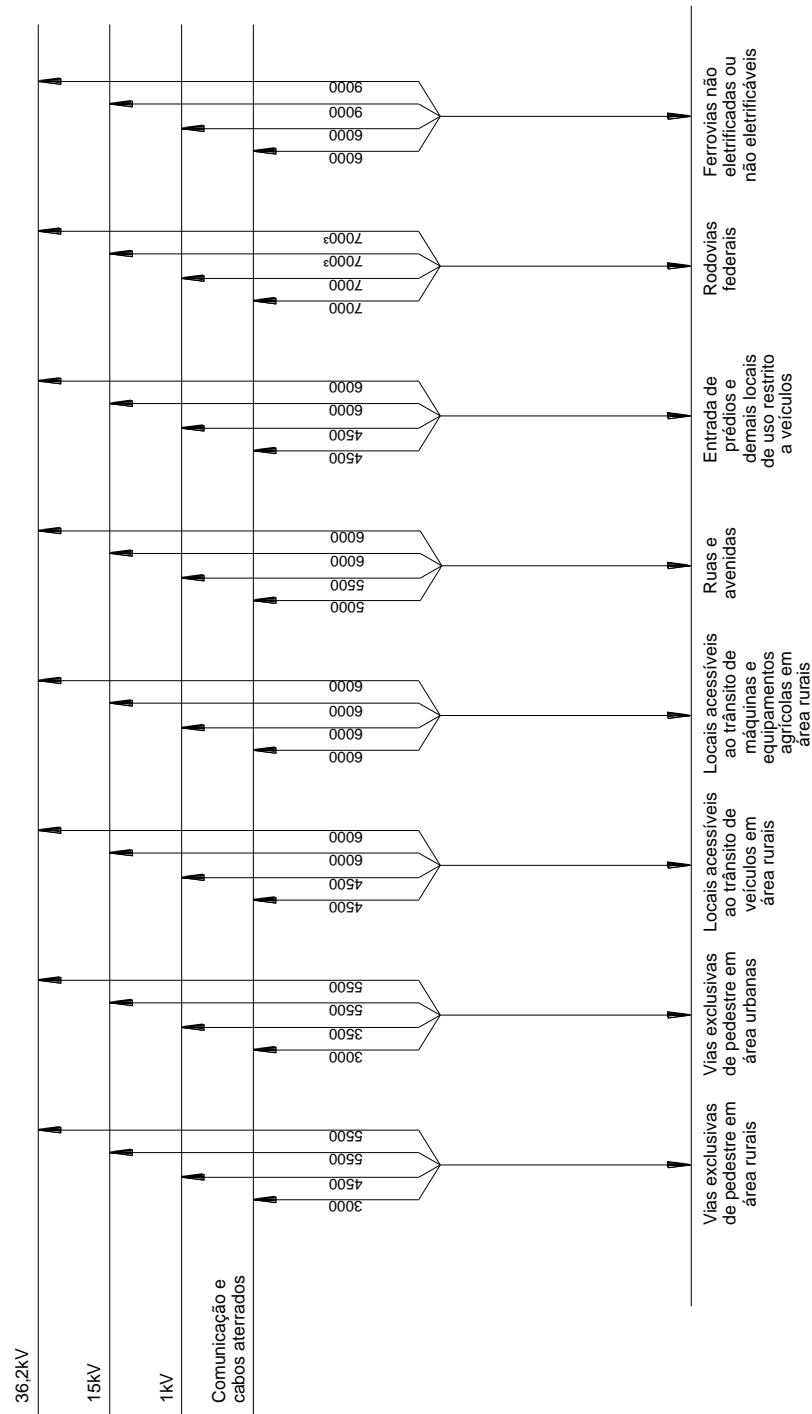 36,2kV
15kV
1kV
Comunicação e
cabos aterrados
3000
4500
5500
5500
3000
3500
5500
5500
4500
4500
6000
6000
6000
6000
6000
6000
5000
5500
6000
6000
4500
4500
6000
6000
7000
7000
7000³
7000³
6000
6000
9000
9000
Vias exclusivas
de pedestre em
área rurais
Vias exclusivas
de pedestre em
área urbanas
Locais acessíveis
ao trânsito de
veículos em
área rurais
Locais acessíveis
ao trânsito de
máquinas e
equipamentos
agrícolas em
área rurais
Ruas e
avenidas
Entrada de
prédios e
demais locais
de uso restrito
a veículos
Rodovias
federais
Ferrovias não
eletrificadas ou
não eletrificáveis